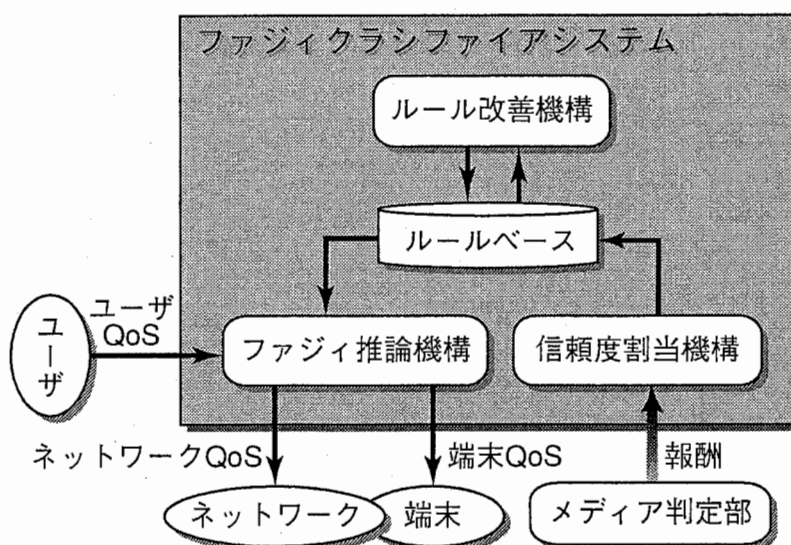 ファジィクラシファイアシステム
ルール改善機構
ルールベース
ユーザ
ユーザ
QoS
ファジィ推論機構
信頼度割当機構
ネットワークQoS
端末QoS
報酬
ネットワーク
端末
メディア判定部